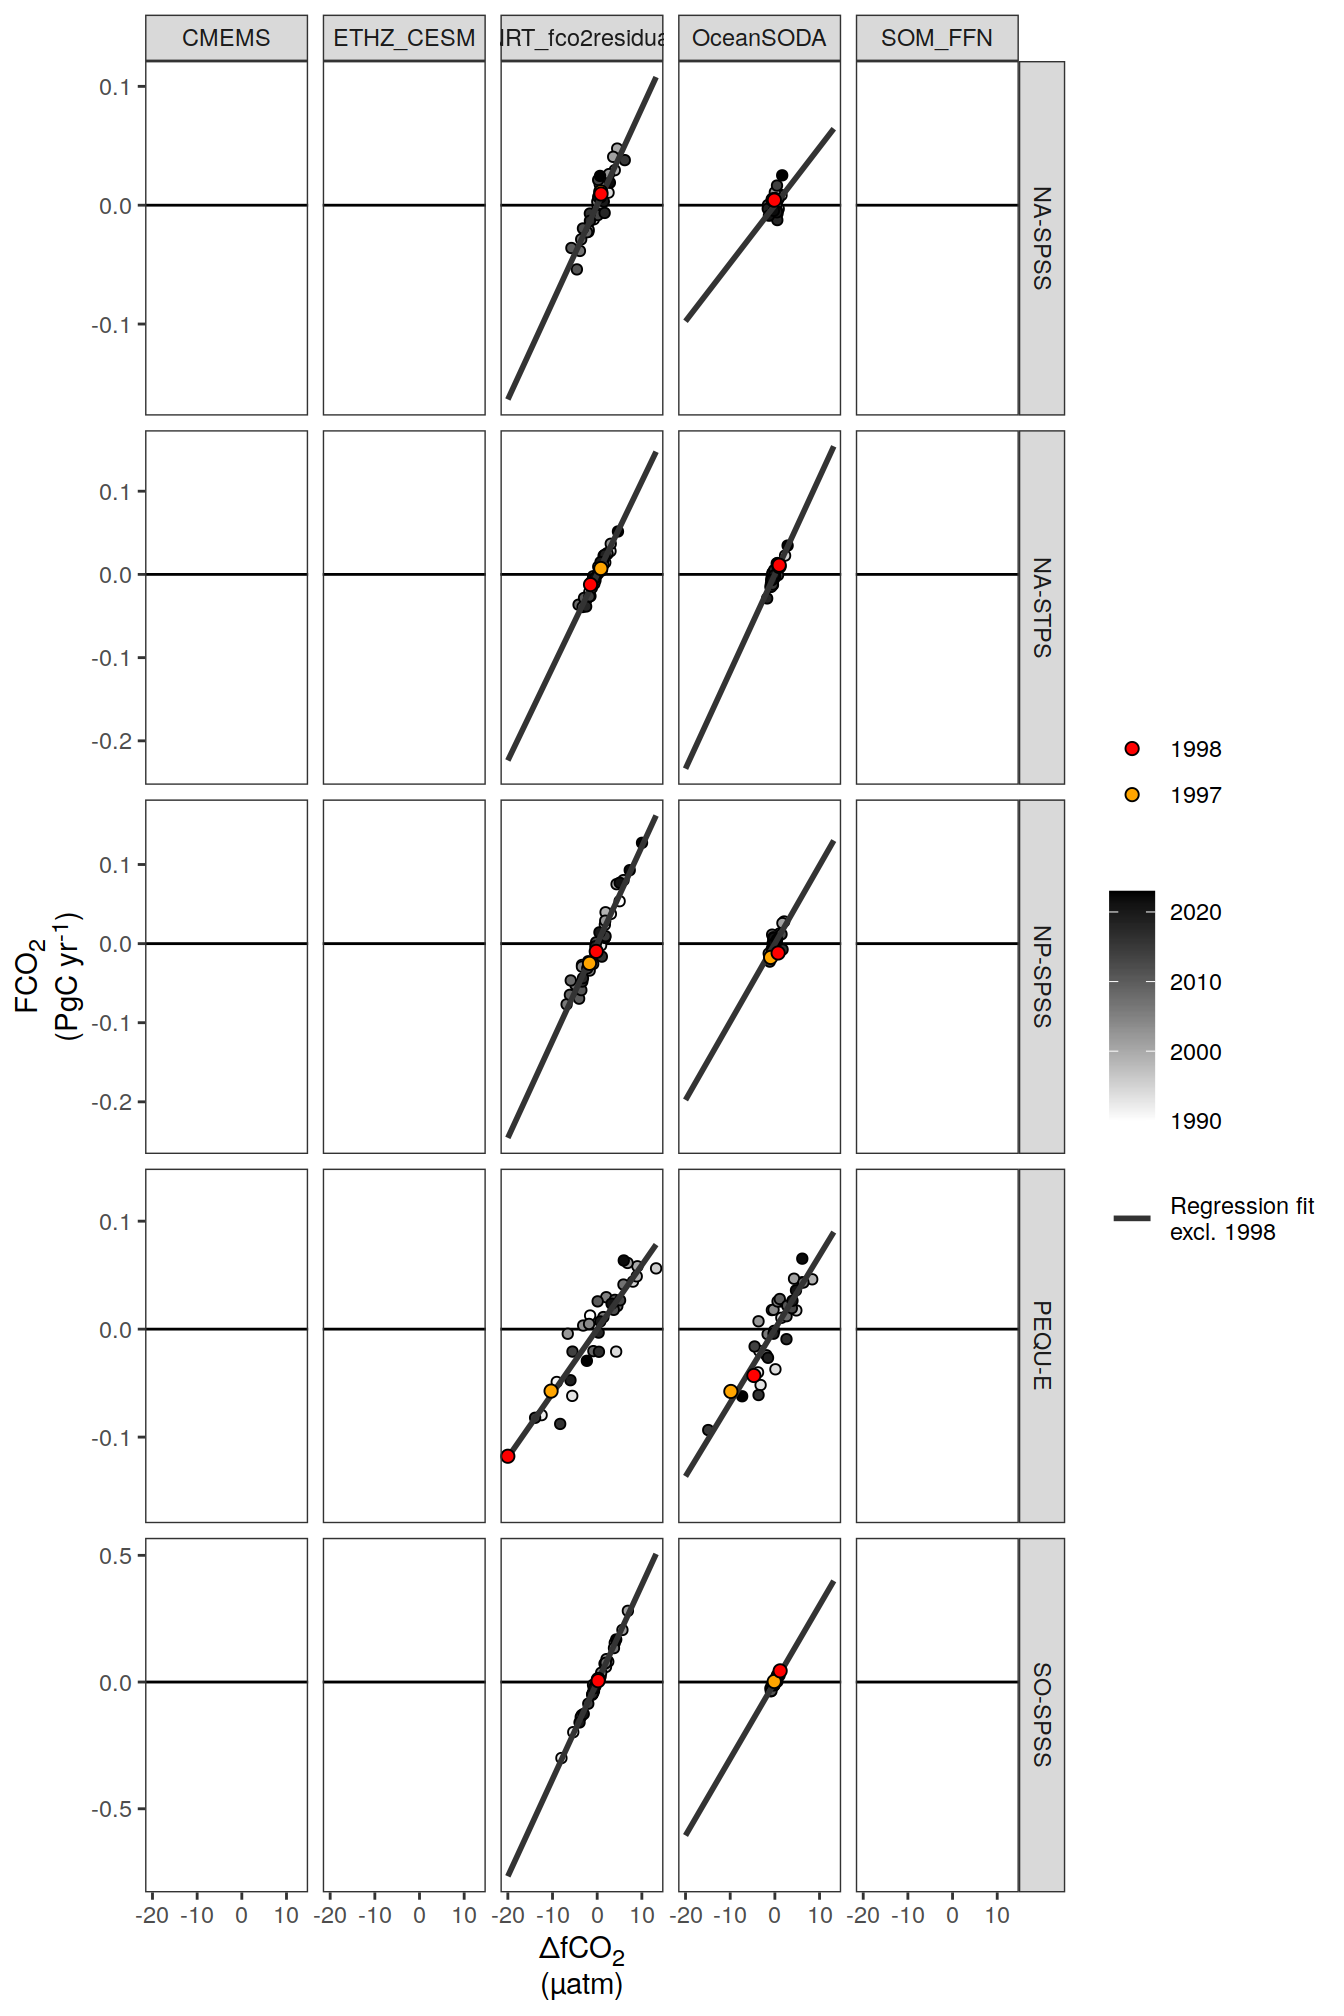 CMEMS ETHZ_CESM NRT_fco2residua OceanSODA SOM_FFN
0.1
0.0
-0.1
NA-SPSS
0.1
0.0
-0.1
-0.2
NA-STPS
0.1
0.0
-0.1
-0.2
NP-SPSS
0.1
0.0
-0.1
PEQU-E
0.5
0.0
-0.5
SO-SPSS
-20 -10 0 10 -20 -10 0 10 -20 -10 0 10 -20 -10 0 10 -20 -10 0 10
ΔfCO2
(µatm)
FCO2
(PgC yr-1)
1998
1997
2020
2010
2000
1990
Regression fit
excl. 1998